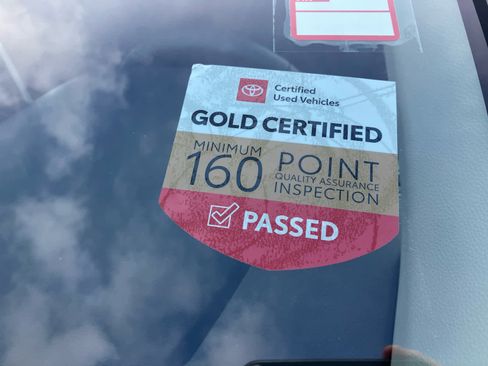 Certified
Used Vehicles
GOLD CERTIFIED
MINIMUM
160 POINT
QUALITY ASSURANCE
INSPECTION
PASSED